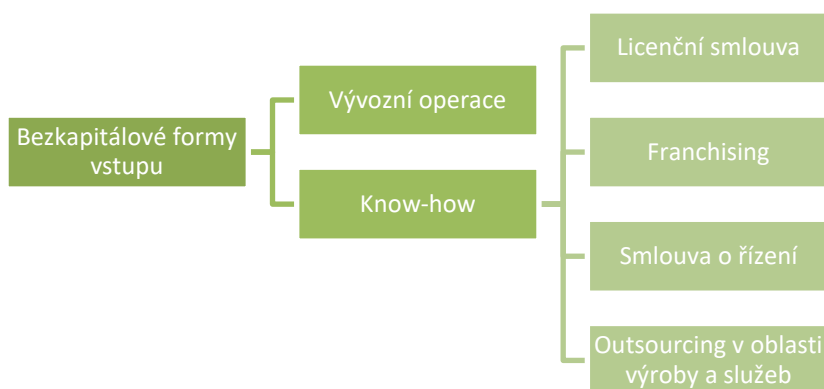 Bezkapitálové formy
vstupu
Vývozní operace
Know-how
Licenční smlouva
Franchising
Smlouva o řízení
Outsourcing v oblasti
výroby a služeb